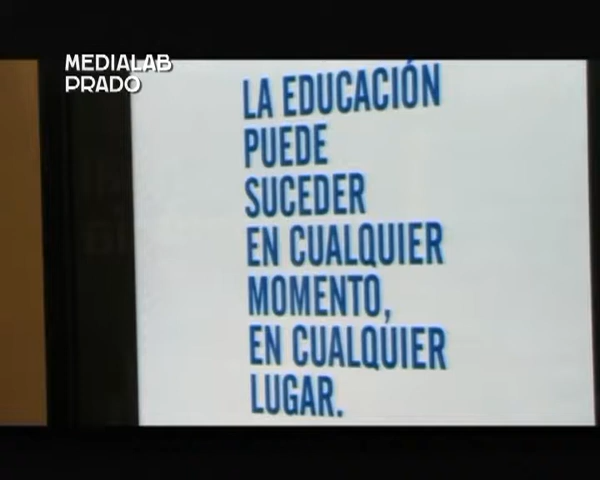 MEDIALAB
PRADO
LA EDUCACIÓN
PUEDE
SUCEDER
EN CUALQUIER
MOMENTO,
EN CUALQUIER
LUGAR.